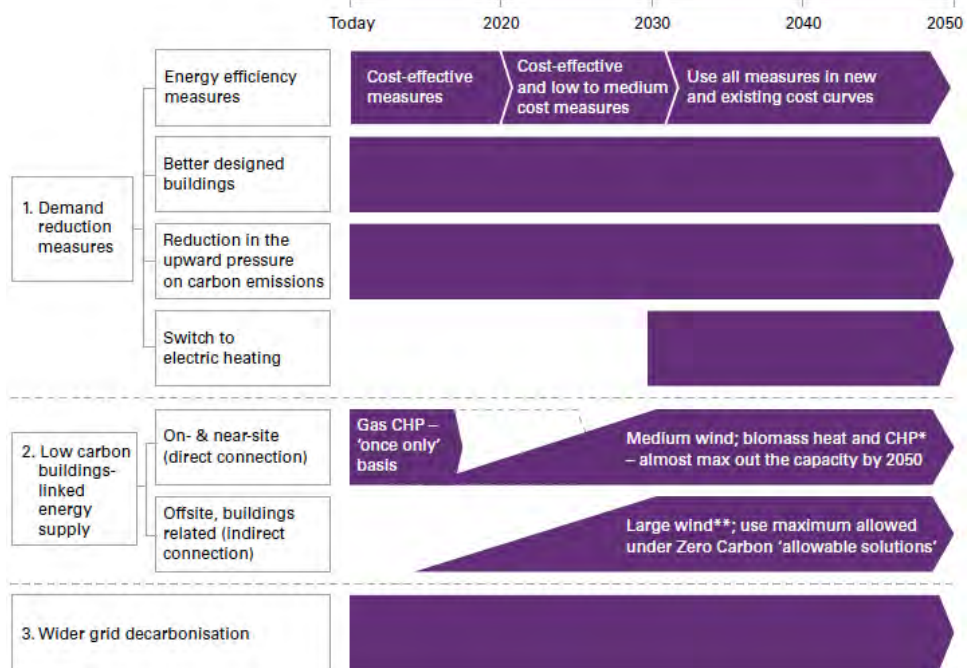 Today 2020 2030 2040 2050
Energy efficiency
measures
Cost-effective
measures
Cost-effective
and low to medium
cost measures
Use all measures in new
and existing cost curves
Better designed
buildings
1. Demand
reduction
measures
Reduction in the
upward pressure
on carbon emissions
Switch to
electric heating
2. Low carbon
buildings-
linked
energy
supply
On- & near-site
(direct connection)
Gas CHP –
‘once only’
basis
Medium wind; biomass heat and CHP*
– almost max out the capacity by 2050
Offsite, buildings
related (indirect
connection)
Large wind**; use maximum allowed
under Zero Carbon ‘allowable solutions’
3. Wider grid decarbonisation